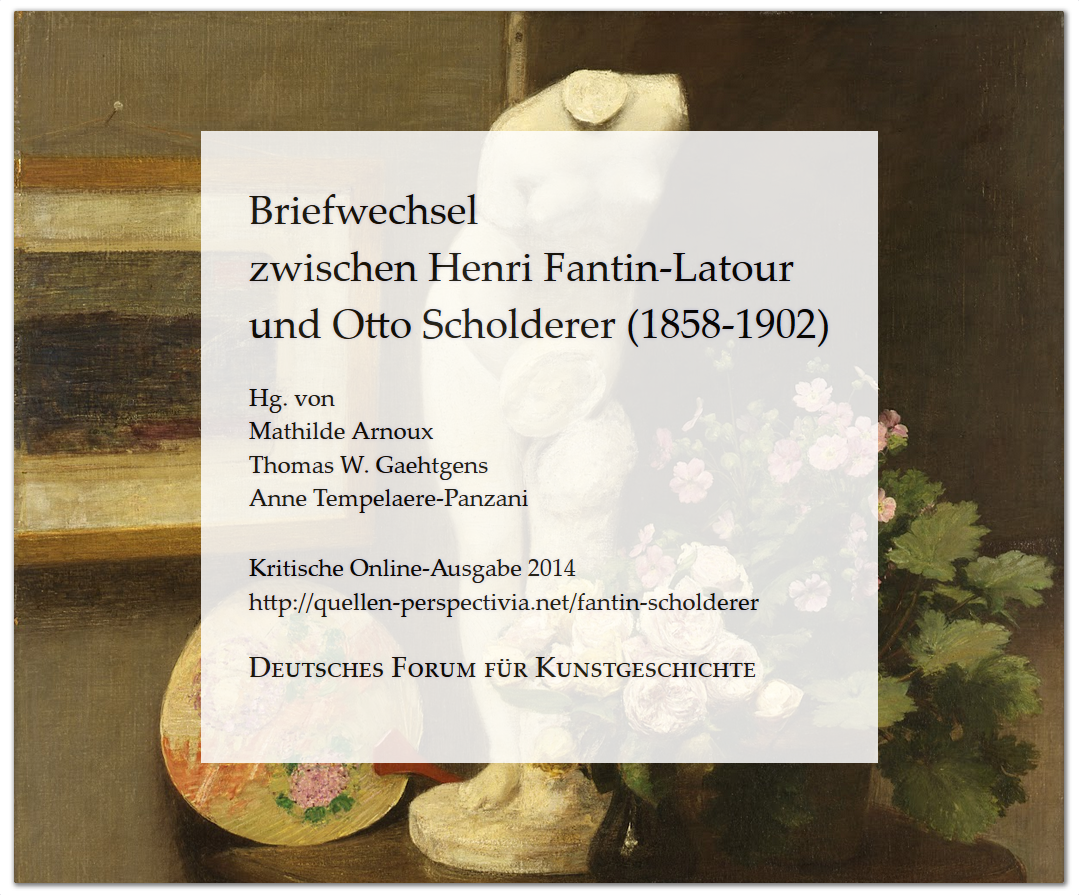 Briefwechsel
zwischen Henri Fantin-Latour
und Otto Scholderer (1858-1902)
Hg. von
Mathilde Arnoux
Thomas W. Gaehtgens
Anne Tempelaere-Panzani
Kritische Online-Ausgabe 2014
http://quellen-perspectivia.net/fantin-scholderer
Deutsches Forum für Kunstgeschichte